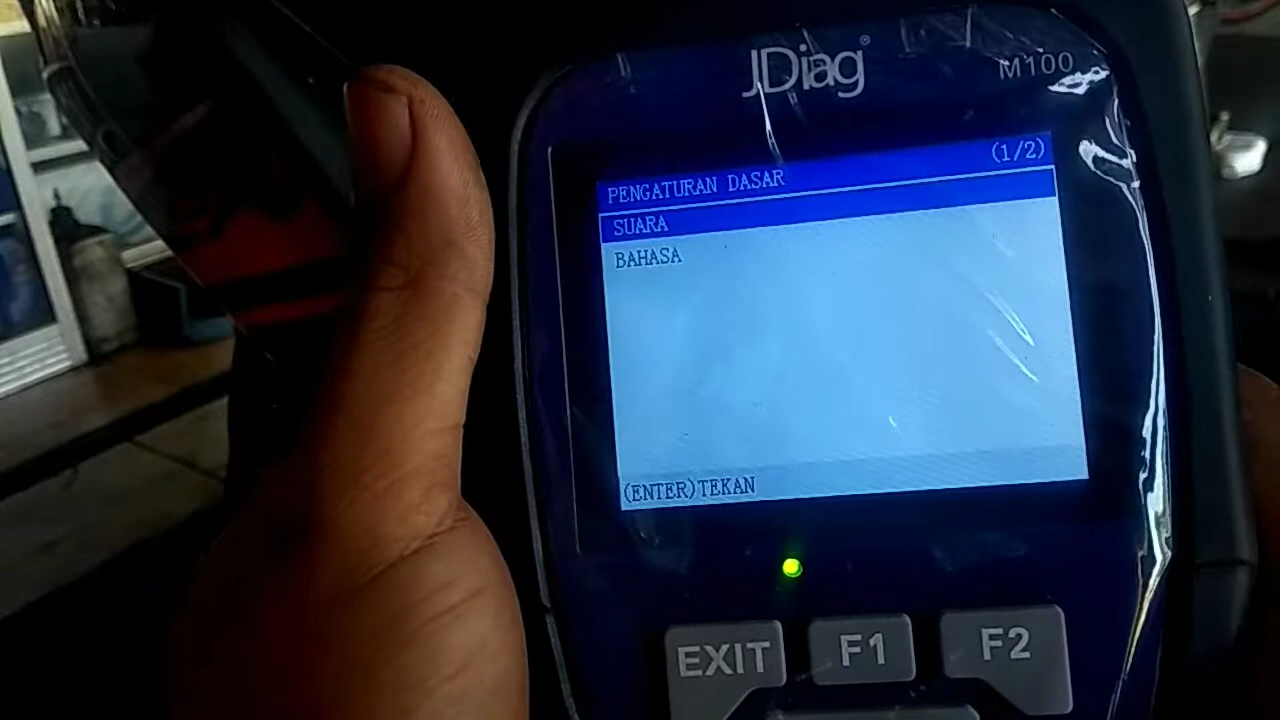 JDiag®
M100
PENGATURAN DASAR (1/2)
SUARA
BAHASA
(ENTER)TEKAN
EXIT F1 F2